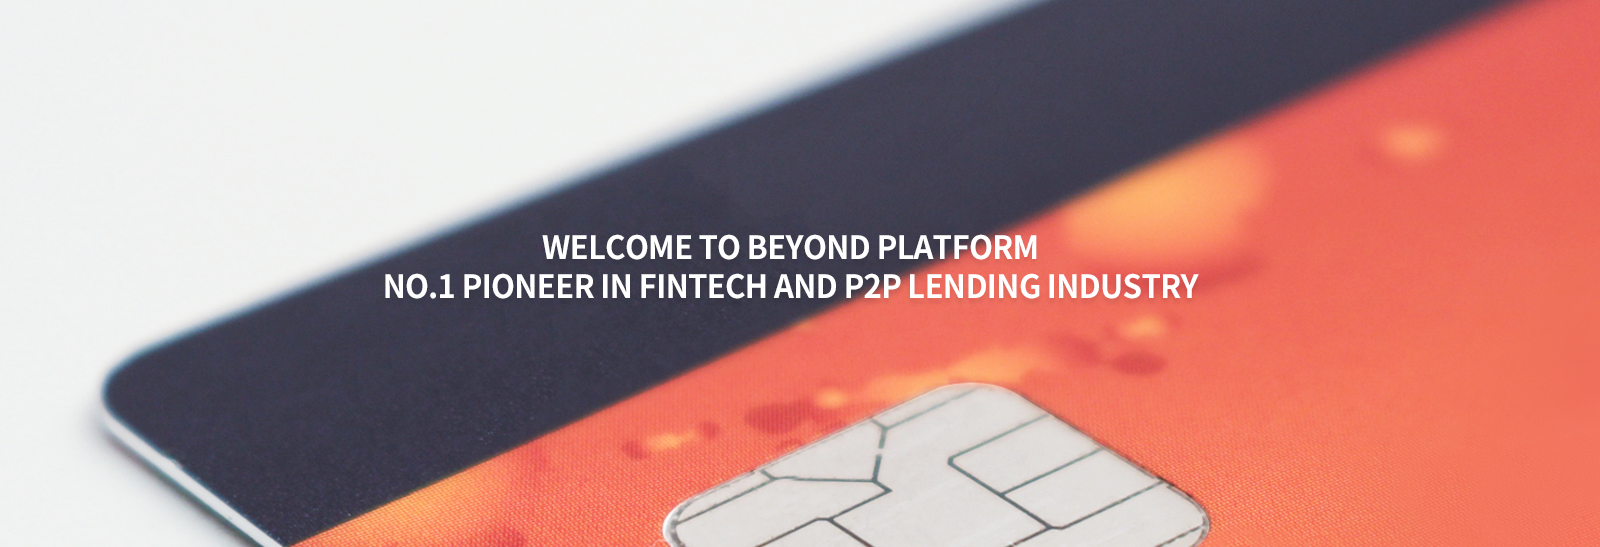 WELCOME TO BEYOND PLATFORM
NO.1 PIONEER IN FINTECH AND P2P LENDING INDUSTRY